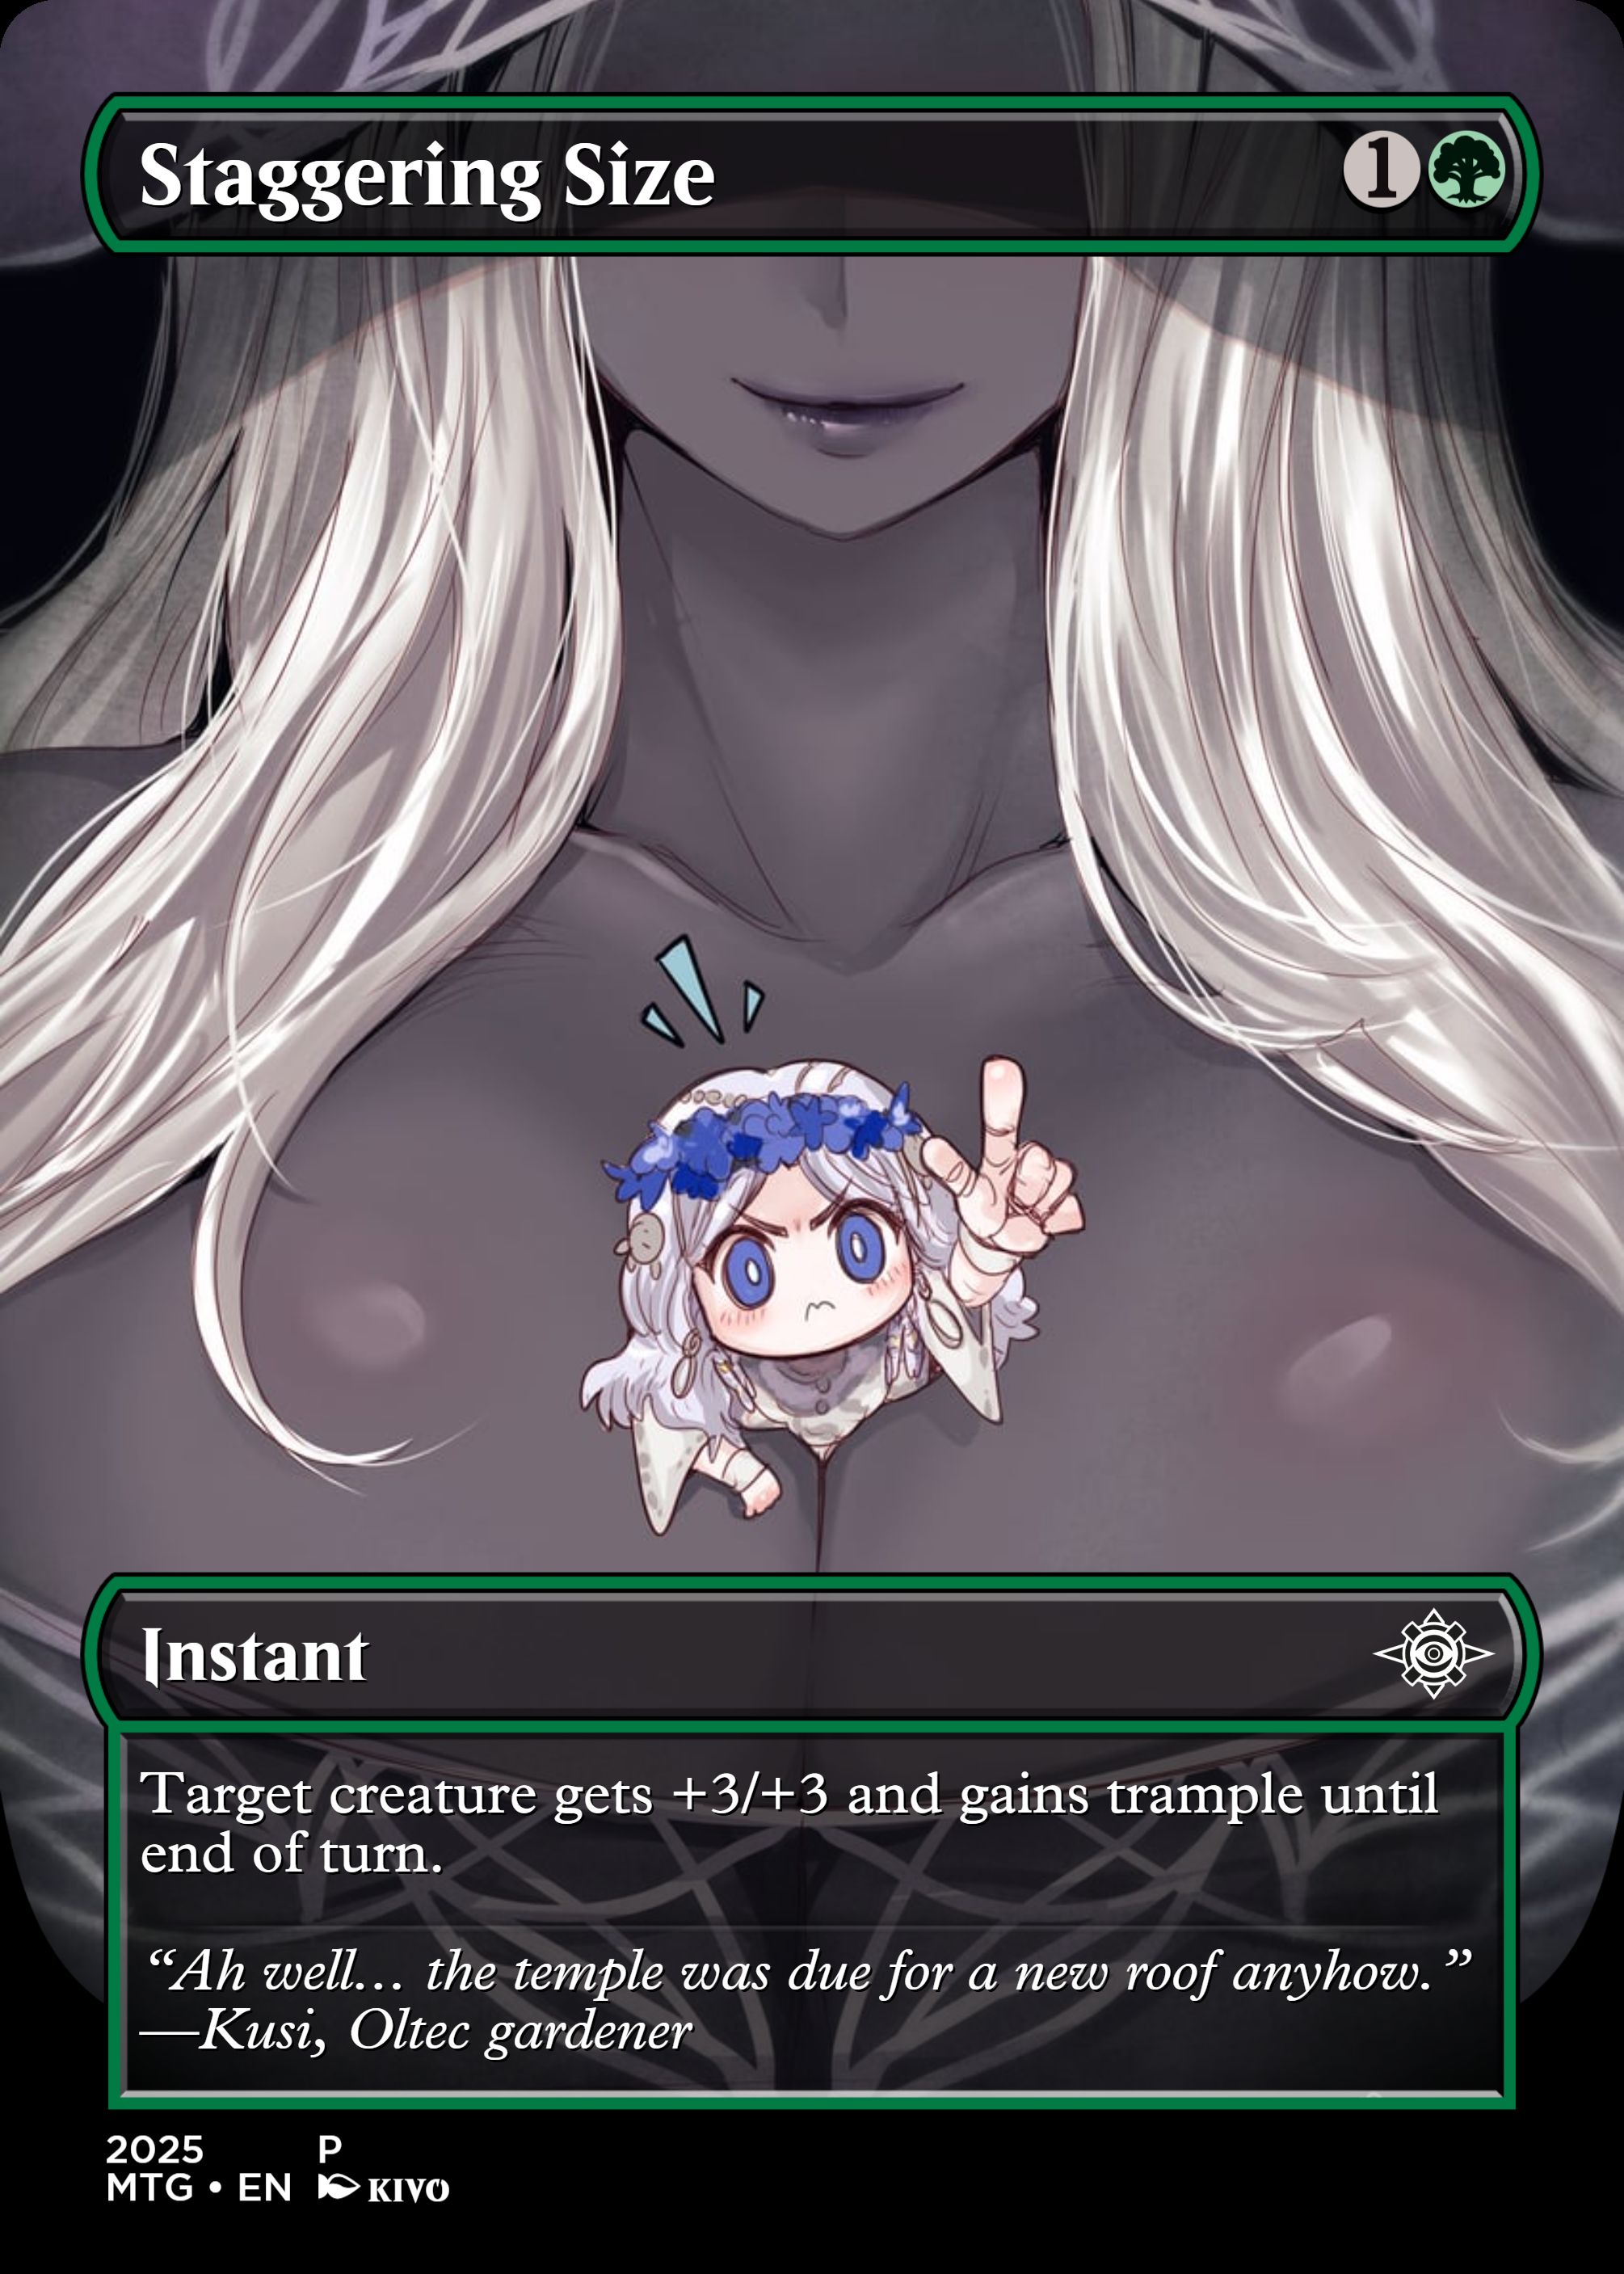 Staggering Size 1
Instant
Target creature gets +3/+3 and gains trample until
end of turn.
“Ah well… the temple was due for a new roof anyhow.”
—Kusi, Oltec gardener
2025 P
MTG • EN KIVO